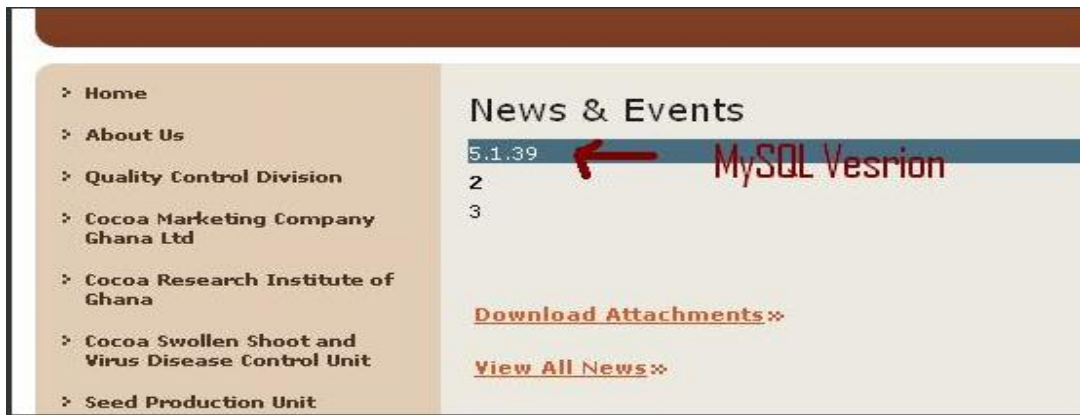 > Home
> About Us
> Quality Control Division
> Cocoa Marketing Company
Ghana Ltd
> Cocoa Research Institute of
Ghana
> Cocoa Swollen Shoot and
Virus Disease Control Unit
> Seed Production Unit
News & Events
5.1.39
MySQL Vesrion
2
3
Download Attachments»
View All News»